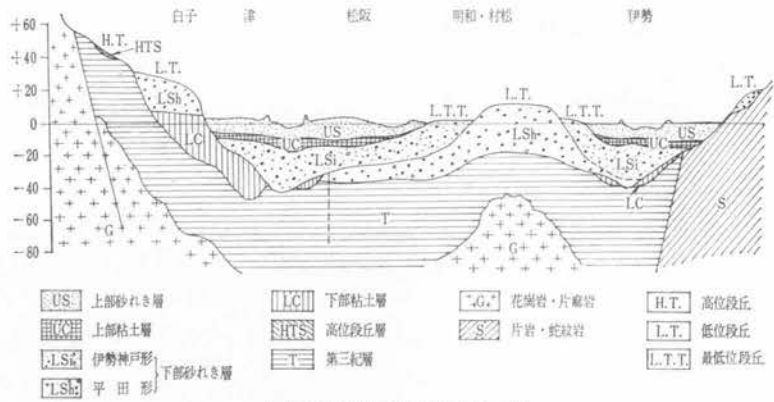 白子 津 松阪 明和・村松 伊勢
+60
+40
+20
0
-20
-40
-60
-80
H.T.
HTS
L.T.
LSh
LC
US
UC
LSi
L.T.T.
L.T.
LSh
L.T.T.
US
UC
LSi
LC
L.T.
T
G
G
S
US 上部砂れき層
UC 上部粘土層
LSi 伊勢神戸形
LSh 平田形
下部砂れき層
LC 下部粘土層
HTS 高位段丘層
T 第三紀層
G 花崗岩・片麻岩
S 片岩・蛇紋岩
H.T. 高位段丘
L.T. 低位段丘
L.T.T. 最低位段丘